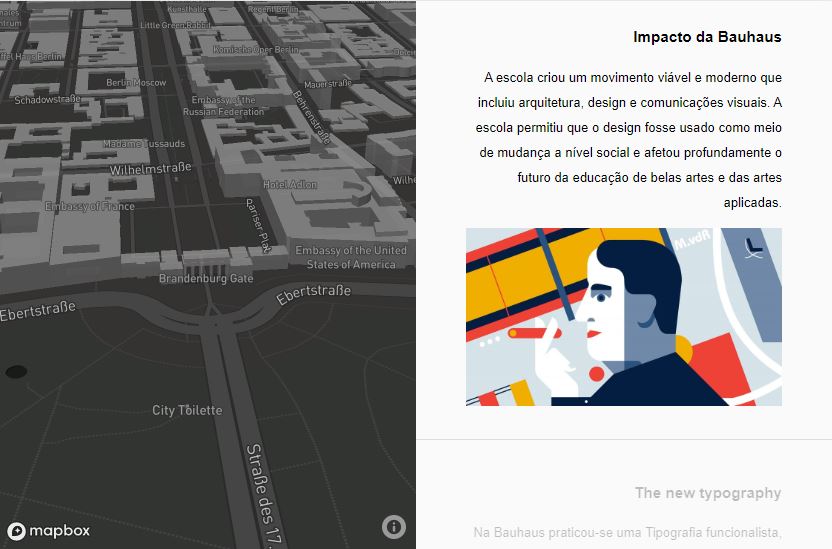 Kunsthalle
Regent Berlin
Little Green Rabbit
Komische Oper Berlin
Berlin Moscow
Mauerstraße
Schadowstraße
Embassy of the
Russian Federation
Behrenstraße
Madame Tussauds
Wilhelmstraße
Hotel Adlon
Embassy of France
Pariser Platz
Embassy of the United
States of America
Brandenburg Gate
Ebertstraße
Ebertstraße
City Toilette
Straße des 17.
mapbox
Impacto da Bauhaus
A escola criou um movimento viável e moderno que
incluiu arquitetura, design e comunicações visuais. A
escola permitiu que o design fosse usado como meio
de mudança a nível social e afetou profundamente o
futuro da educação de belas artes e das artes
aplicadas.
M.vdR
The new typography
Na Bauhaus praticou-se uma Tipografia funcionalista,